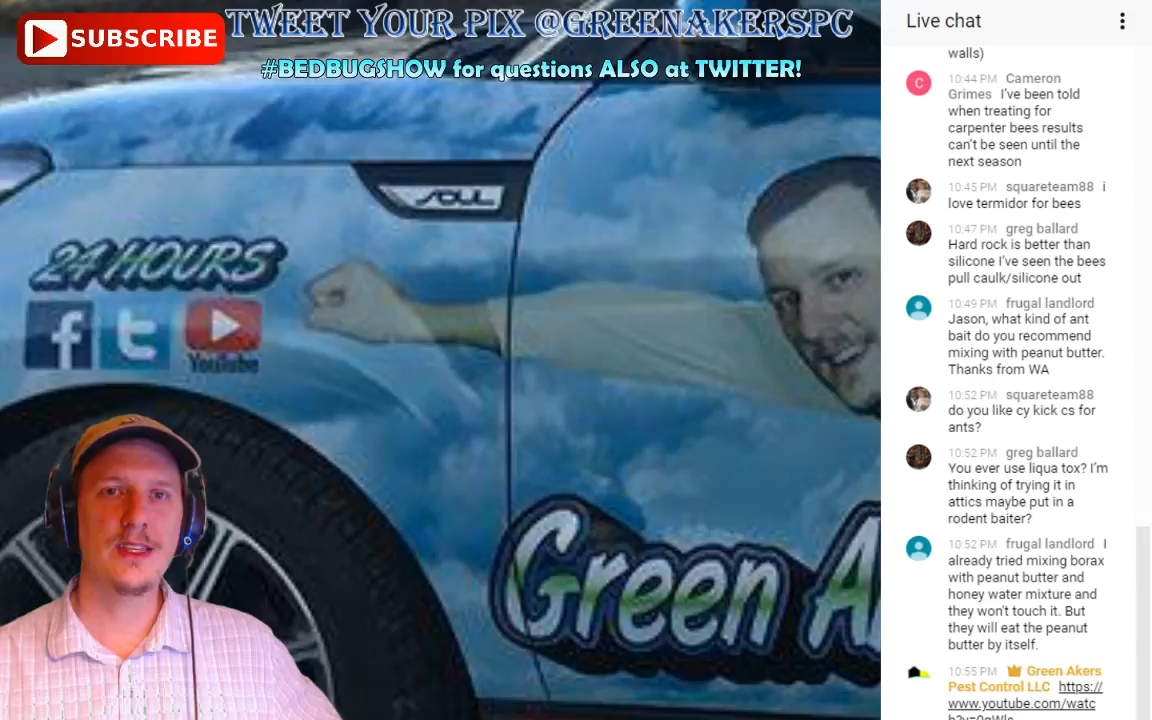 SUBSCRIBE
TWEET YOUR PIX @GREENAKERSPC
#BEDBUGSHOW for questions ALSO at TWITTER!
SOUL
24 HOURS
f t
YouTube
Green A
Live chat
walls)
10:44 PM Cameron
Grimes I've been told
when treating for
carpenter bees results
can't be seen until the
next season
10:45 PM squareteam88 i
love termidor for bees
10:47 PM greg ballard
Hard rock is better than
silicone I've seen the bees
pull caulk/silicone out
10:49 PM frugal landlord
Jason, what kind of ant
bait do you recommend
mixing with peanut butter.
Thanks from WA
10:52 PM squareteam88
do you like cy kick cs for
ants?
10:52 PM greg ballard
You ever use liqua tox? I'm
thinking of trying it in
attics maybe put in a
rodent baiter?
10:52 PM frugal landlord I
already tried mixing borax
with peanut butter and
honey water mixture and
they won't touch it. But
they will eat the peanut
butter by itself.
10:55 PM Green Akers
Pest Control LLC https://
www.youtube.com/watc